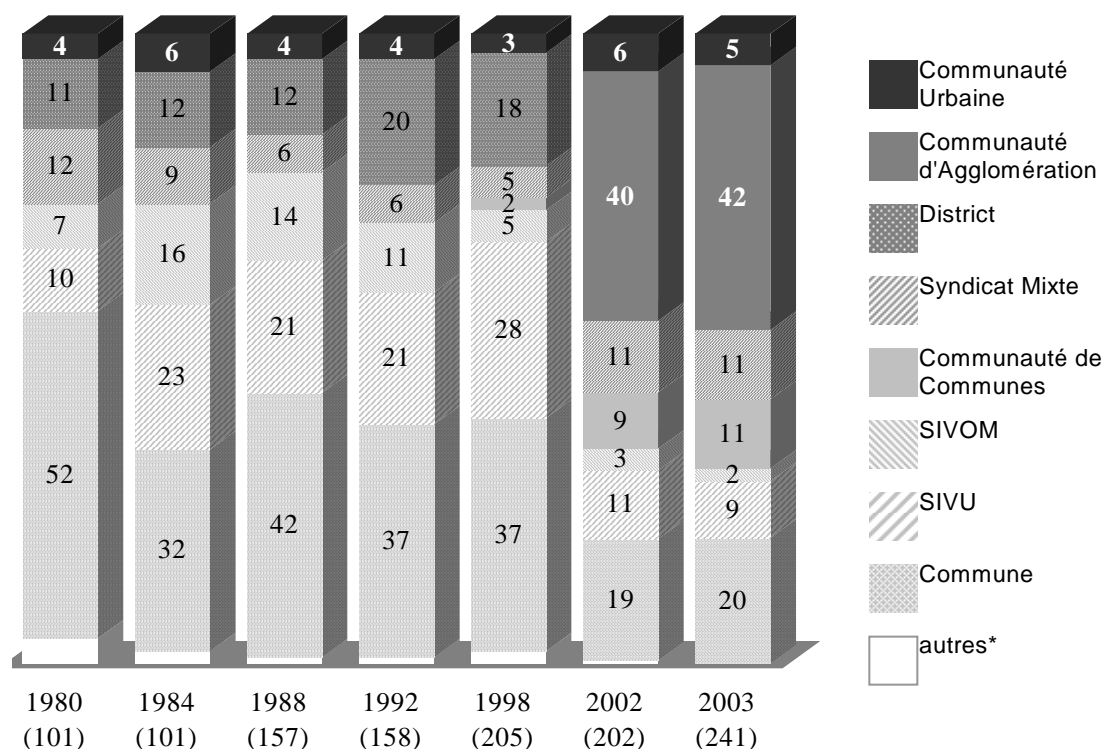 4 6 4 4 3 6 5
11 12 12 20 18 40 42
12 9 6 6 5 11 11
2 9 11
7 16 14 11 5 3 2
10 23 21 21 28 11 9
52 32 42 37 37 19 20
1980 1984 1988 1992 1998 2002 2003
(101) (101) (157) (158) (205) (202) (241)
Communauté
Urbaine
Communauté
d'Agglomération
District
Syndicat Mixte
Communauté de
Communes
SIVOM
SIVU
Commune
autres*